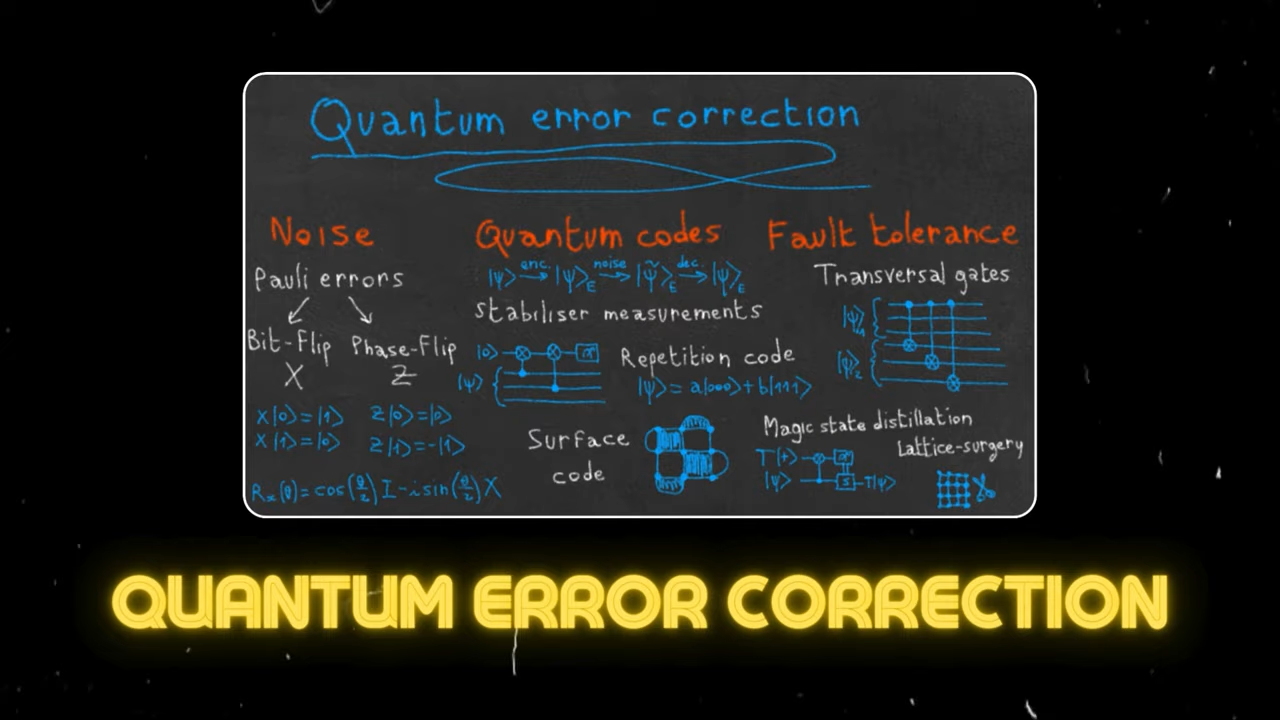 Quantum error correction
Noise
Pauli errors
Bit-Flip Phase-Flip
X Z
X|0⟩=|1⟩ Z|0⟩=|0⟩
X|1⟩=|0⟩ Z|1⟩=-|1⟩
Rx(θ)=cos(θ/2)I-isin(θ/2)X
Quantum codes
|ψ⟩ enc. → |ψ⟩E noise → |ψ̃⟩E dec. → |ψ⟩E
stabiliser measurements
|0⟩
|ψ⟩
Repetition code
|ψ⟩=a|000⟩+b|111⟩
Surface
code
Fault tolerance
Transversal gates
|ψ⟩1
|ψ⟩2
Magic state distillation
Lattice-surgery
T|+⟩
|ψ⟩ S T|ψ⟩
QUANTUM ERROR CORRECTION